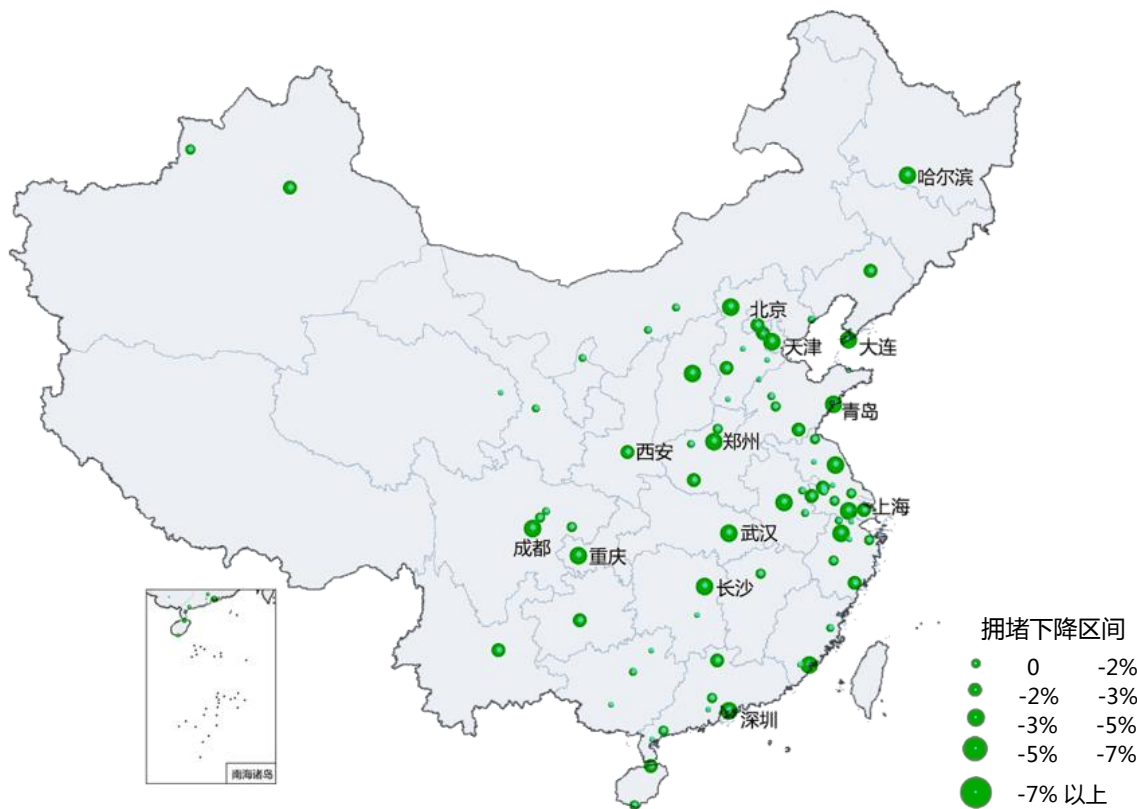 哈尔滨
北京
天津
大连
青岛
郑州
西安
上海
成都
武汉
重庆
长沙
深圳
南海诸岛
拥堵下降区间
0 -2%
-2% -3%
-3% -5%
-5% -7%
-7% 以上